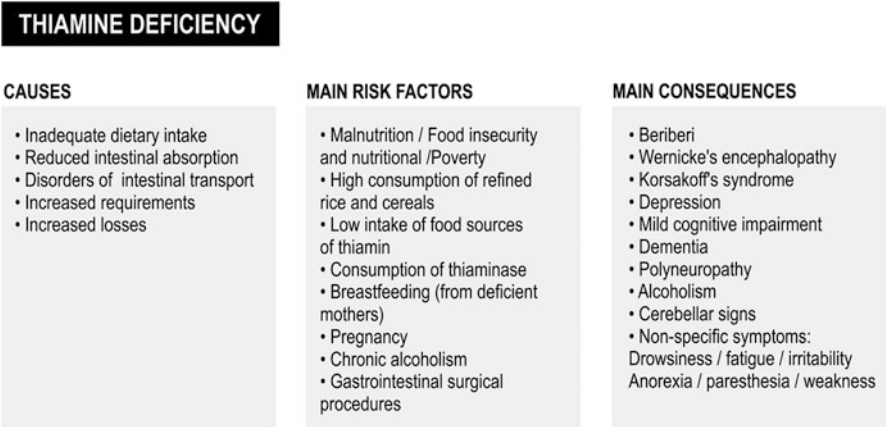 THIAMINE DEFICIENCY
CAUSES
• Inadequate dietary intake
• Reduced intestinal absorption
• Disorders of intestinal transport
• Increased requirements
• Increased losses
MAIN RISK FACTORS
• Malnutrition / Food insecurity
and nutritional /Poverty
• High consumption of refined
rice and cereals
• Low intake of food sources
of thiamin
• Consumption of thiaminase
• Breastfeeding (from deficient
mothers)
• Pregnancy
• Chronic alcoholism
• Gastrointestinal surgical
procedures
MAIN CONSEQUENCES
• Beriberi
• Wernicke's encephalopathy
• Korsakoff's syndrome
• Depression
• Mild cognitive impairment
• Dementia
• Polyneuropathy
• Alcoholism
• Cerebellar signs
• Non-specific symptoms:
Drowsiness / fatigue / irritability
Anorexia / paresthesia / weakness